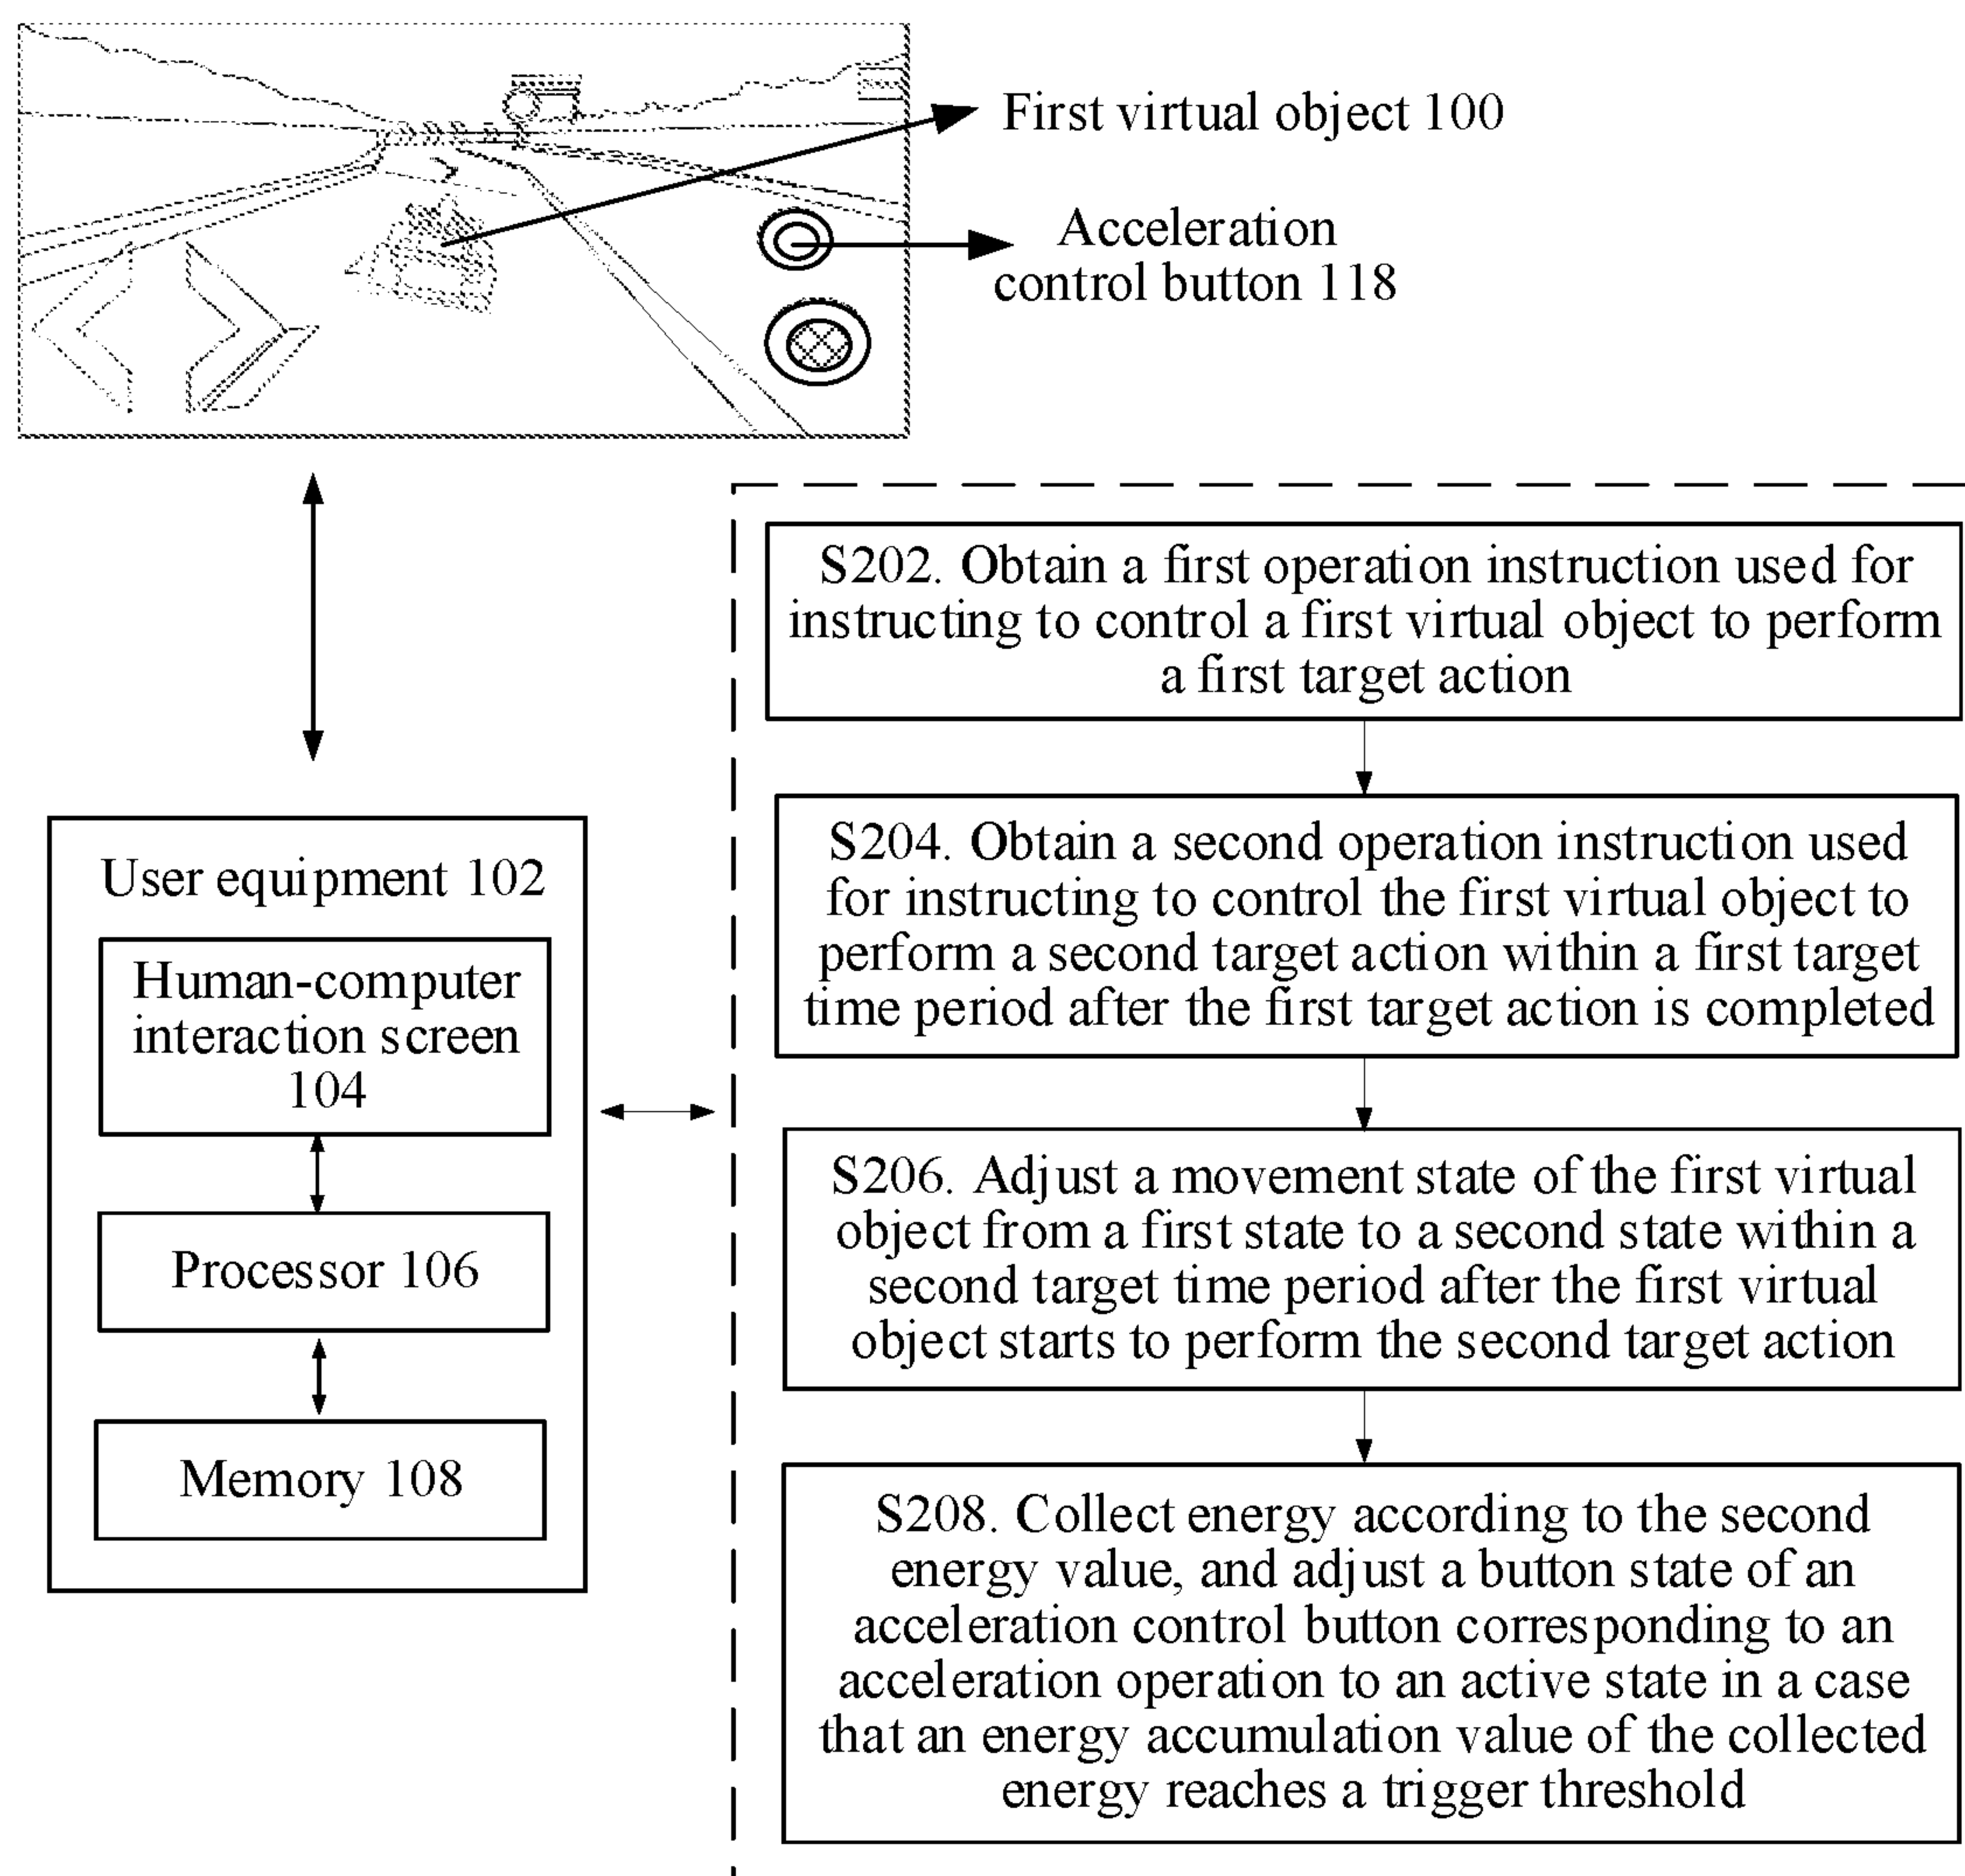 First virtual object 100
Acceleration
control button 118
S202. Obtain a first operation instruction used for
instructing to control a first virtual object to perform
a first target action
S204. Obtain a second operation instruction used
for instructing to control the first virtual object to
perform a second target action within a first target
time period after the first target action is completed
User equipment 102
Human-computer
interaction screen
104
Processor 106
Memory 108
S206. Adjust a movement state of the first virtual
object from a first state to a second state within a
second target time period after the first virtual
object starts to perform the second target action
S208. Collect energy according to the second
energy value, and adjust a button state of an
acceleration control button corresponding to an
acceleration operation to an active state in a case
that an energy accumulation value of the collected
energy reaches a trigger threshold